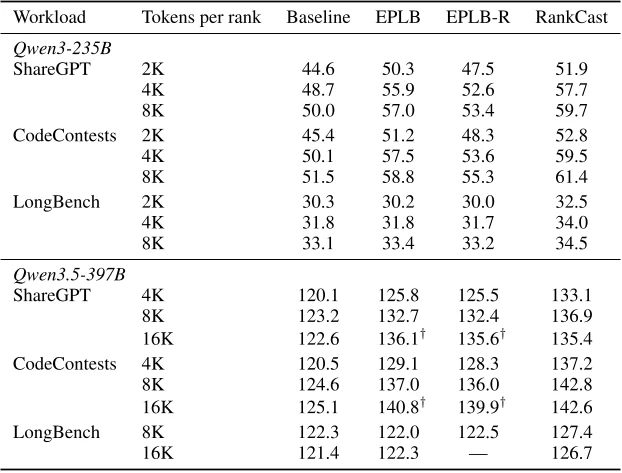 Workload Tokens per rank Baseline EPLB EPLB-R RankCast
Qwen3-235B
ShareGPT 2K 44.6 50.3 47.5 51.9
4K 48.7 55.9 52.6 57.7
8K 50.0 57.0 53.4 59.7
CodeContests 2K 45.4 51.2 48.3 52.8
4K 50.1 57.5 53.6 59.5
8K 51.5 58.8 55.3 61.4
LongBench 2K 30.3 30.2 30.0 32.5
4K 31.8 31.8 31.7 34.0
8K 33.1 33.4 33.2 34.5
Qwen3.5-397B
ShareGPT 4K 120.1 125.8 125.5 133.1
8K 123.2 132.7 132.4 136.9
16K 122.6 136.1† 135.6† 135.4
CodeContests 4K 120.5 129.1 128.3 137.2
8K 124.6 137.0 136.0 142.8
16K 125.1 140.8† 139.9† 142.6
LongBench 8K 122.3 122.0 122.5 127.4
16K 121.4 122.3 — 126.7